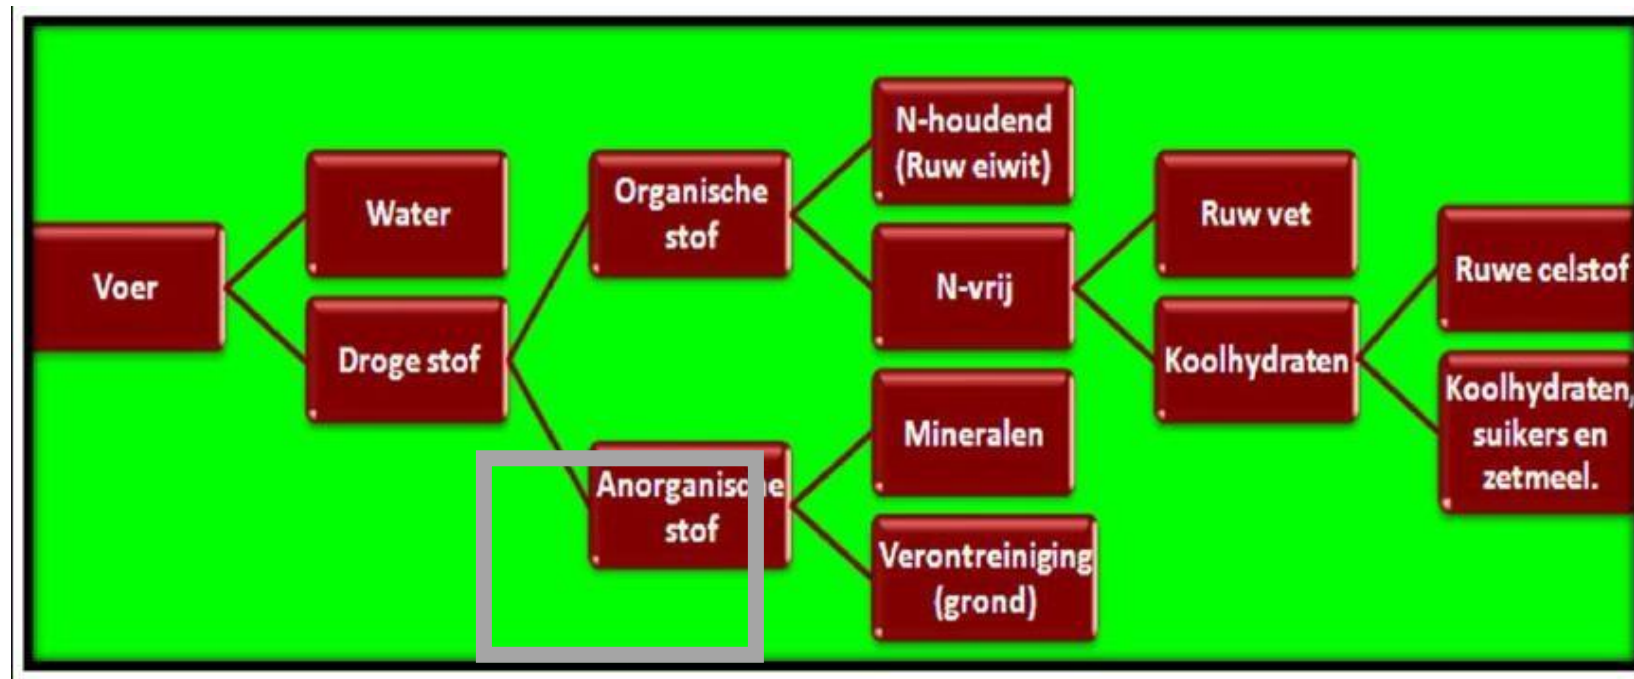 Voer
Water
Droge stof
Organische
stof
Anorganische
stof
N-houdend
(Ruw eiwit)
N-vrij
Mineralen
Verontreiniging
(grond)
Ruw vet
Koolhydraten
Ruwe celstof
Koolhydraten,
suikers en
zetmeel.